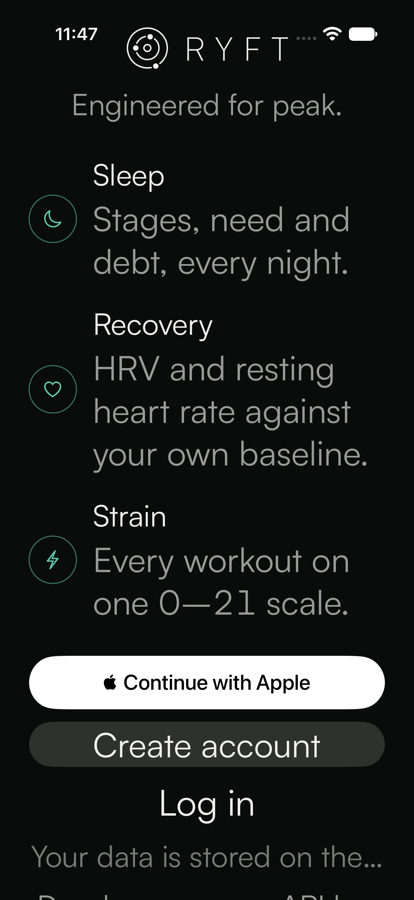 11:47
RYFT
Engineered for peak.
Sleep
Stages, need and
debt, every night.
Recovery
HRV and resting
heart rate against
your own baseline.
Strain
Every workout on
one 0—21 scale.
Continue with Apple
Create account
Log in
Your data is stored on the...